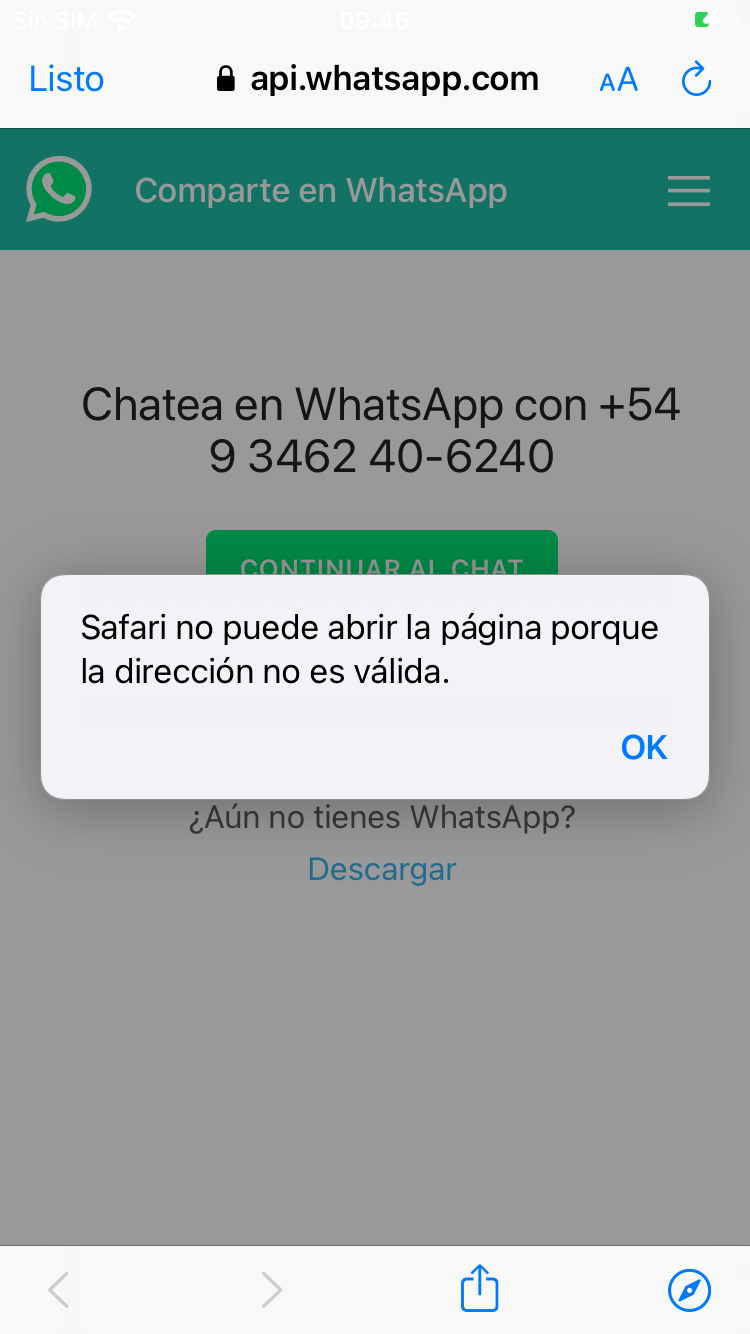 Sin SIM 09:46
Listo api.whatsapp.com AA
Comparte en WhatsApp
Chatea en WhatsApp con +54
9 3462 40-6240
CONTINUAR AL CHAT
Safari no puede abrir la página porque
la dirección no es válida.
OK
¿Aún no tienes WhatsApp?
Descargar